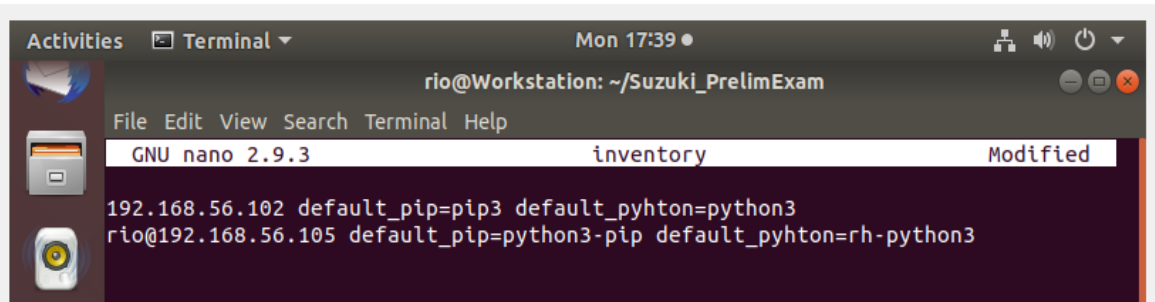 Activities Terminal Mon 17:39
rio@Workstation: ~/Suzuki_PrelimExam
File Edit View Search Terminal Help
GNU nano 2.9.3 inventory Modified
192.168.56.102 default_pip=pip3 default_pyhton=python3
rio@192.168.56.105 default_pip=python3-pip default_pyhton=rh-python3